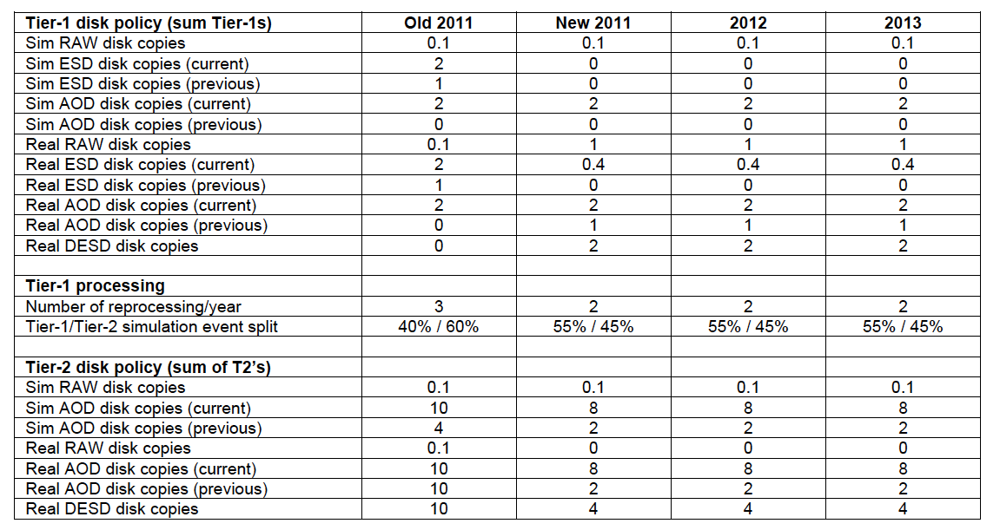 Tier-1 disk policy (sum Tier-1s) Old 2011 New 2011 2012 2013
Sim RAW disk copies 0.1 0.1 0.1 0.1
Sim ESD disk copies (current) 2 0 0 0
Sim ESD disk copies (previous) 1 0 0 0
Sim AOD disk copies (current) 2 2 2 2
Sim AOD disk copies (previous) 0 0 0 0
Real RAW disk copies 0.1 1 1 1
Real ESD disk copies (current) 2 0.4 0.4 0.4
Real ESD disk copies (previous) 1 0 0 0
Real AOD disk copies (current) 2 2 2 2
Real AOD disk copies (previous) 0 1 1 1
Real DESD disk copies 0 2 2 2
Tier-1 processing
Number of reprocessing/year 3 2 2 2
Tier-1/Tier-2 simulation event split 40% / 60% 55% / 45% 55% / 45% 55% / 45%
Tier-2 disk policy (sum of T2’s)
Sim RAW disk copies 0.1 0.1 0.1 0.1
Sim AOD disk copies (current) 10 8 8 8
Sim AOD disk copies (previous) 4 2 2 2
Real RAW disk copies 0.1 0 0 0
Real AOD disk copies (current) 10 8 8 8
Real AOD disk copies (previous) 10 2 2 2
Real DESD disk copies 10 4 4 4